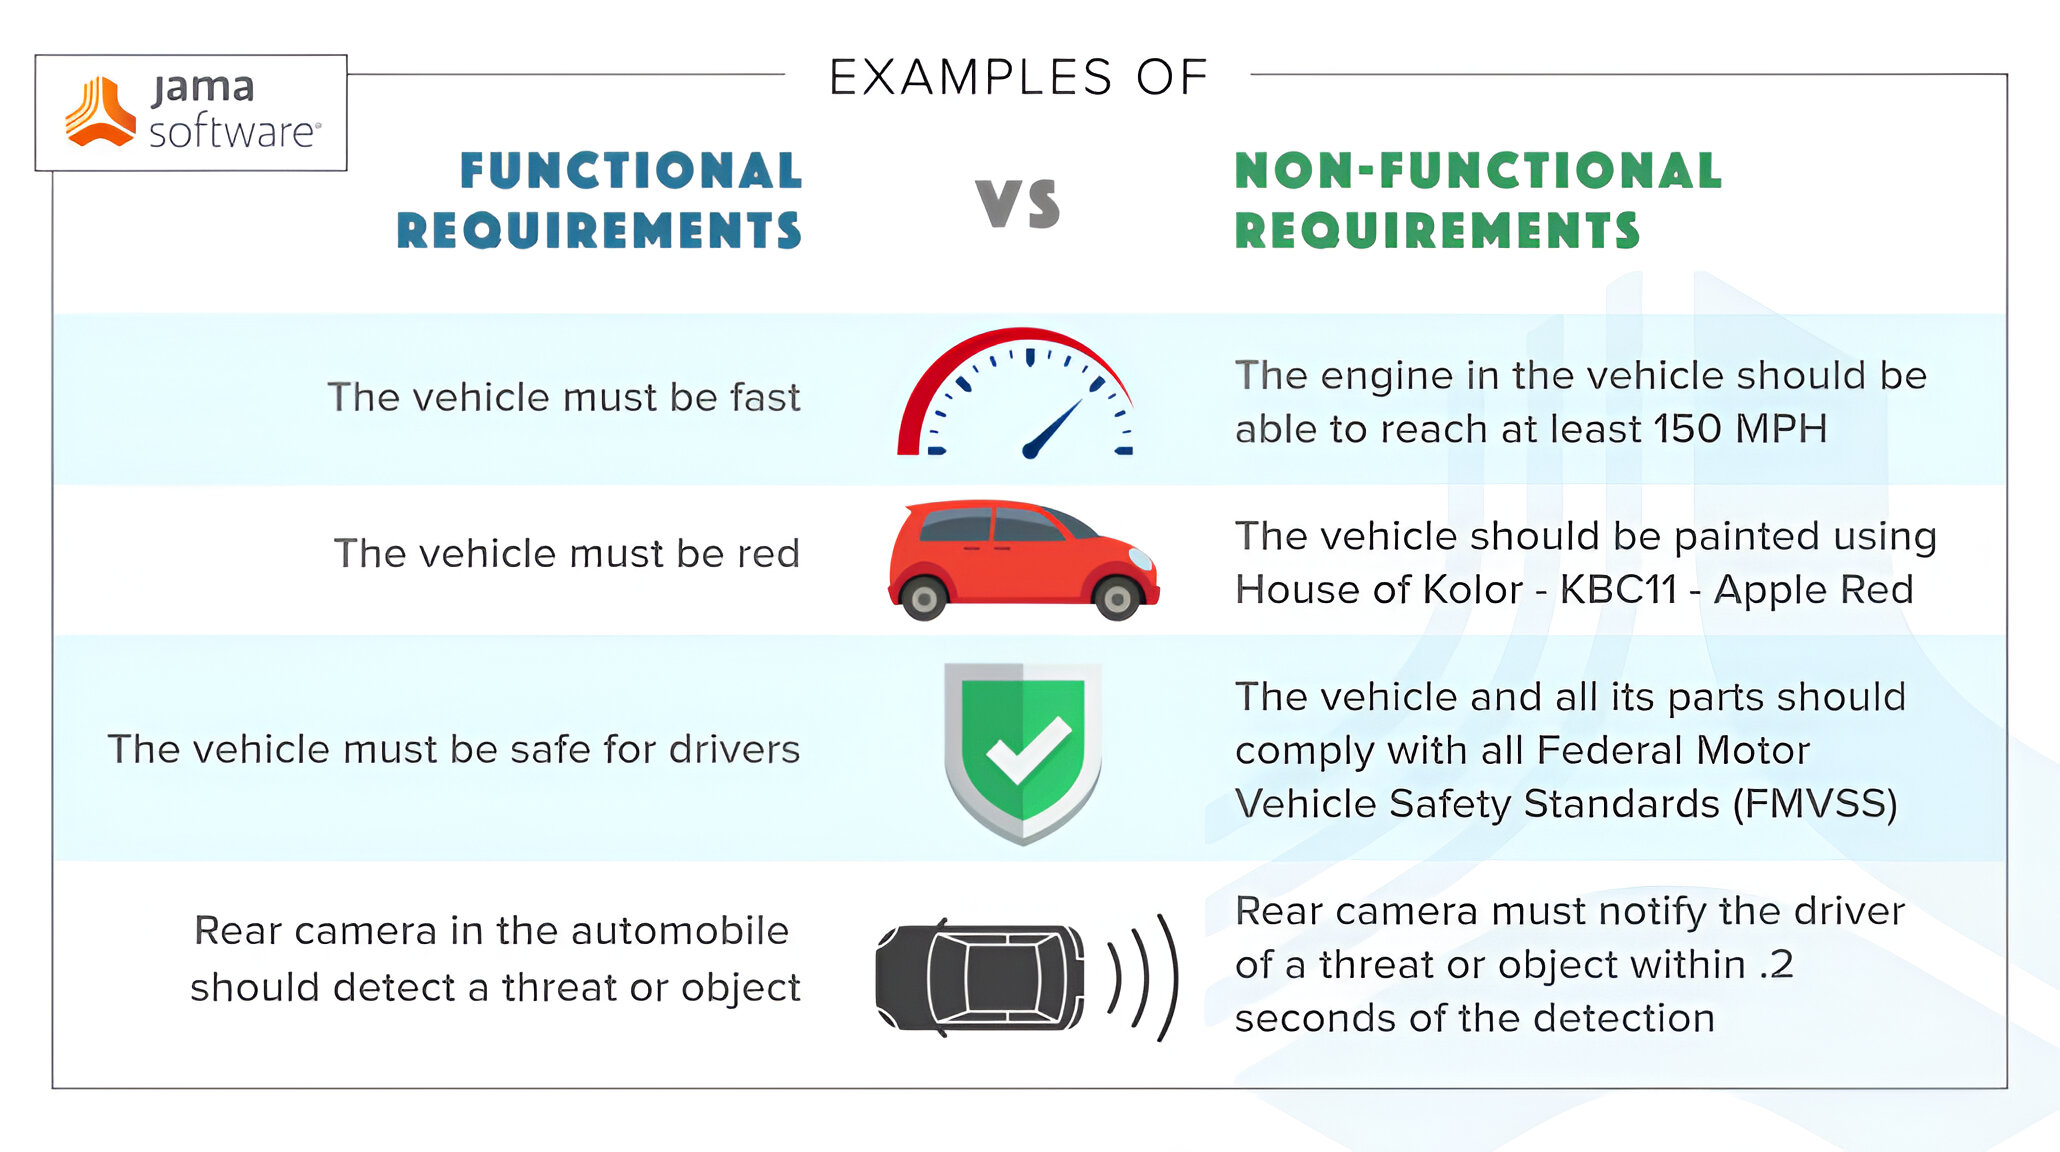 jama
software®
EXAMPLES OF
FUNCTIONAL
REQUIREMENTS
VS
NON-FUNCTIONAL
REQUIREMENTS
The vehicle must be fast
The engine in the vehicle should be
able to reach at least 150 MPH
The vehicle must be red
The vehicle should be painted using
House of Kolor - KBC11 - Apple Red
The vehicle must be safe for drivers
The vehicle and all its parts should
comply with all Federal Motor
Vehicle Safety Standards (FMVSS)
Rear camera in the automobile
should detect a threat or object
Rear camera must notify the driver
of a threat or object within .2
seconds of the detection